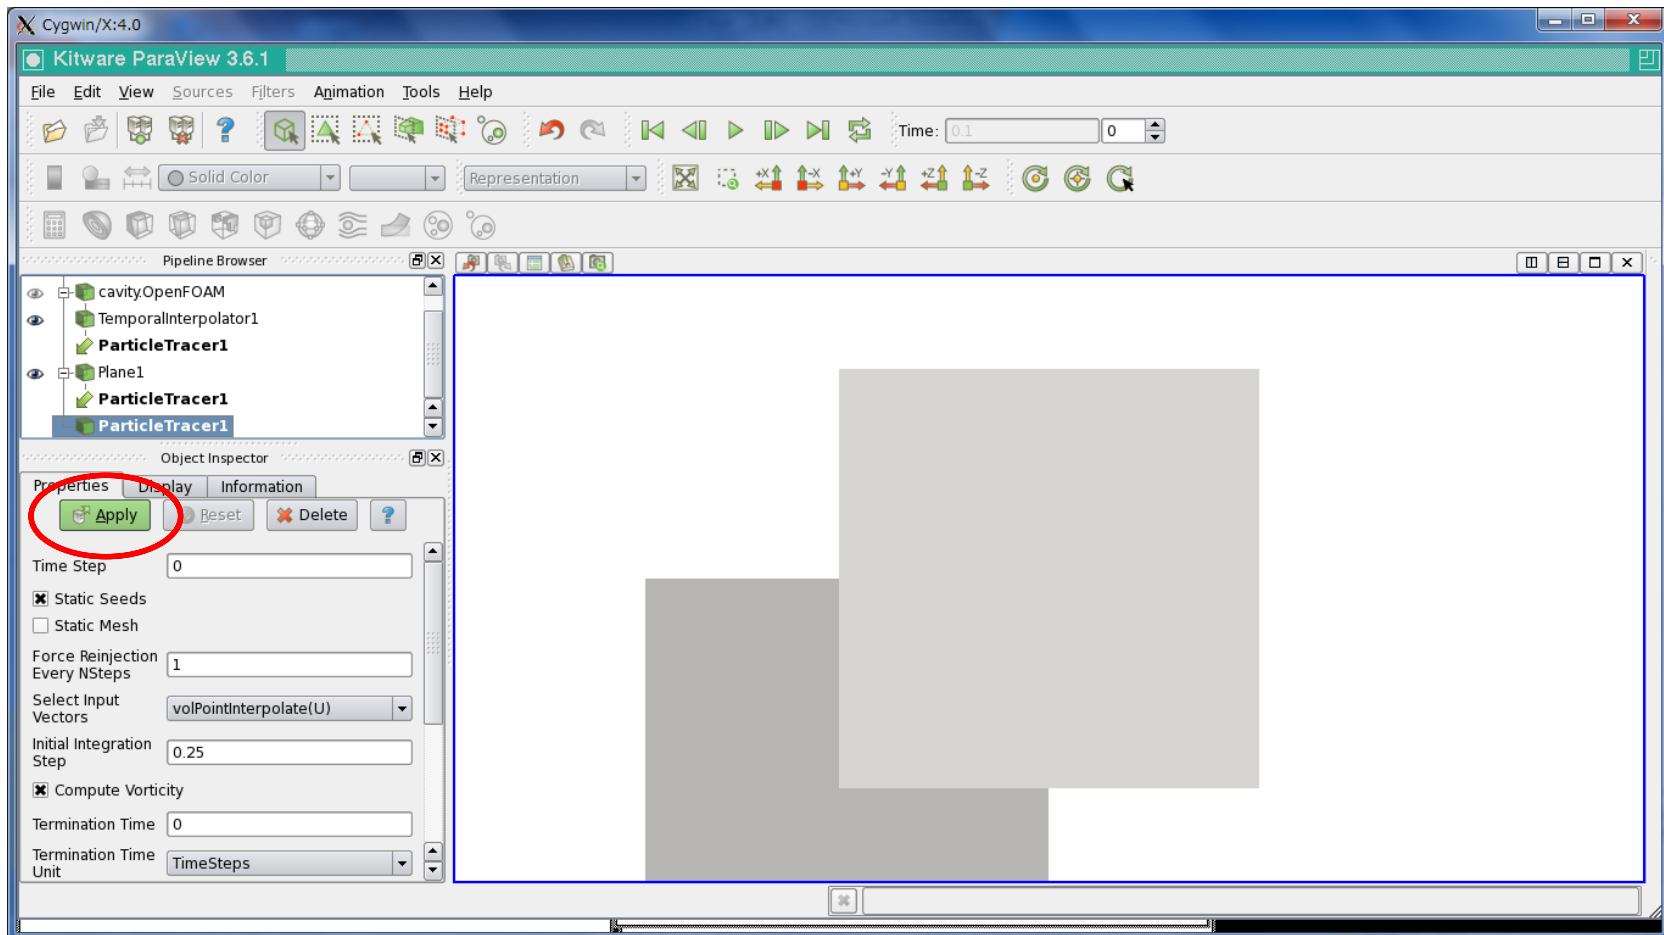 Cygwin/X:4.0
Kitware ParaView 3.6.1
File Edit View Sources Filters Animation Tools Help
? Time: 0.1 0
Solid Color Representation +X -X +Y -Y +Z -Z
Pipeline Browser
cavity.OpenFOAM
TemporalInterpolator1
ParticleTracer1
Plane1
ParticleTracer1
ParticleTracer1
Object Inspector
Properties Display Information
Apply Reset Delete ?
Time Step 0
Static Seeds
Static Mesh
Force Reinjection
Every NSteps 1
Select Input
Vectors volPointInterpolate(U)
Initial Integration
Step 0.25
Compute Vorticity
Termination Time 0
Termination Time
Unit TimeSteps